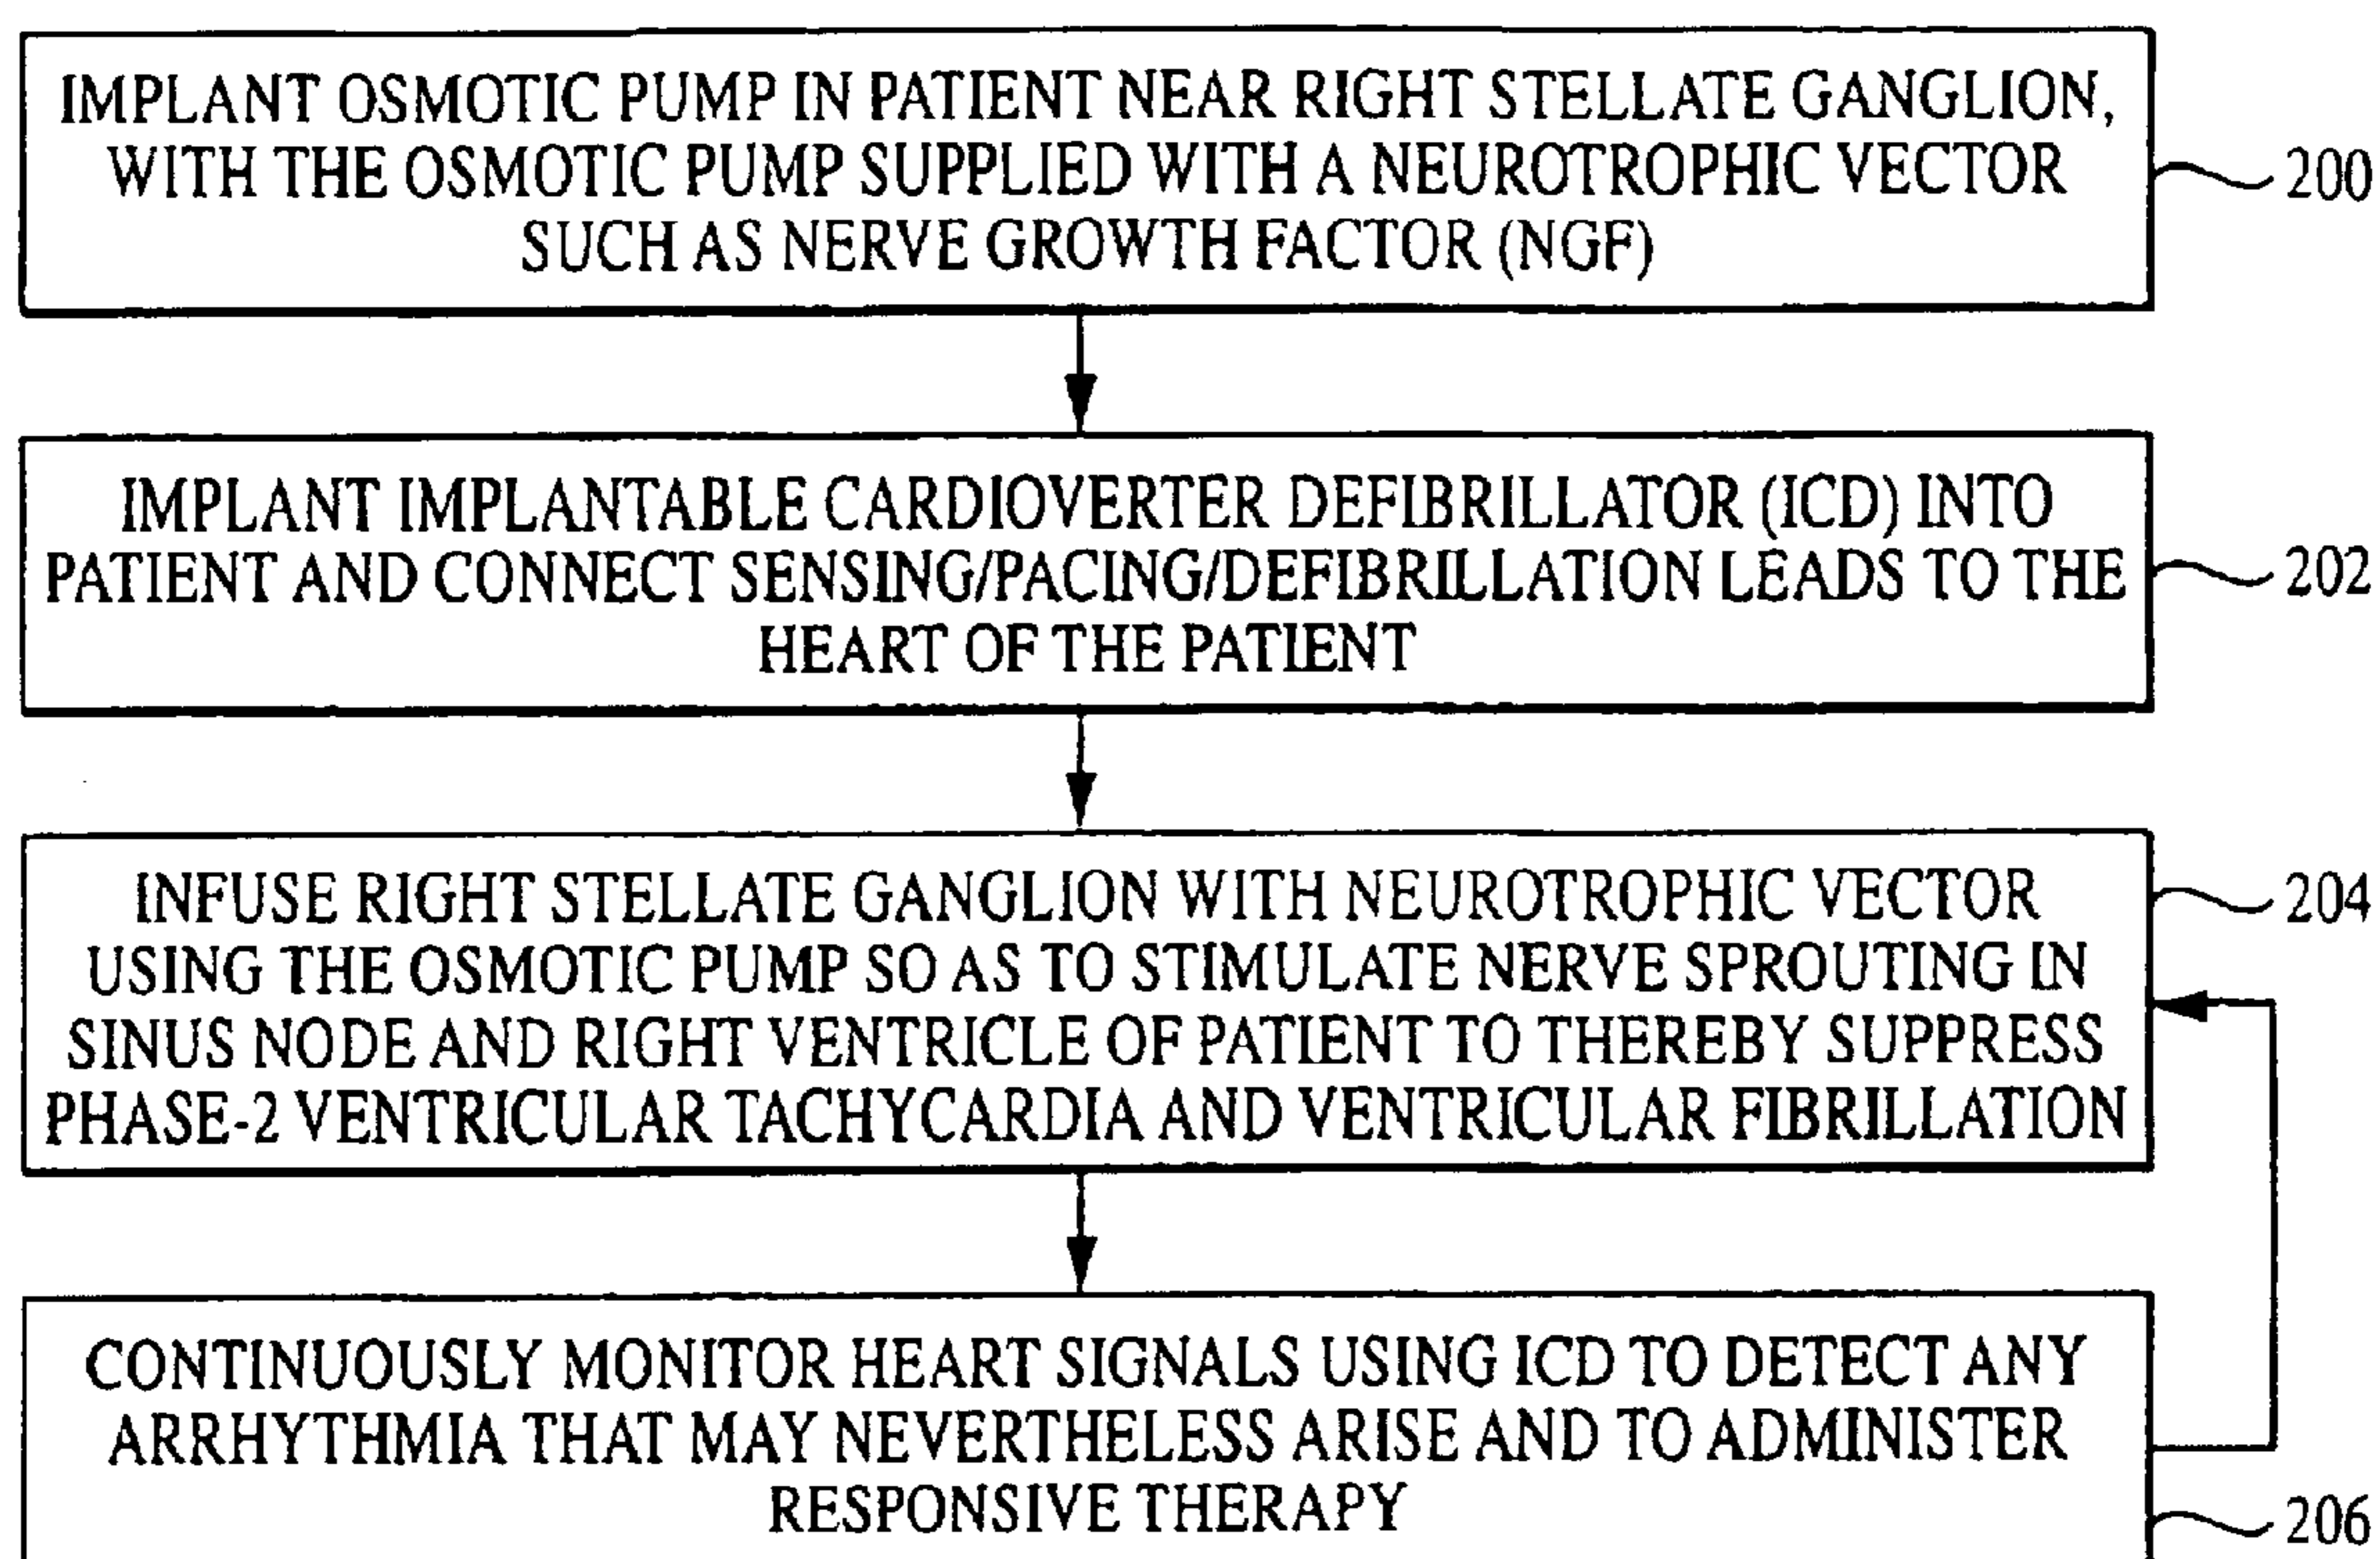 IMPLANT OSMOTIC PUMP IN PATIENT NEAR RIGHT STELLATE GANGLION,
WITH THE OSMOTIC PUMP SUPPLIED WITH A NEUROTROPHIC VECTOR
SUCH AS NERVE GROWTH FACTOR (NGF)
200
IMPLANT IMPLANTABLE CARDIOVERTER DEFIBRILLATOR (ICD) INTO
PATIENT AND CONNECT SENSING/PACING/DEFIBRILLATION LEADS TO THE
HEART OF THE PATIENT
202
INFUSE RIGHT STELLATE GANGLION WITH NEUROTROPHIC VECTOR
USING THE OSMOTIC PUMP SO AS TO STIMULATE NERVE SPROUTING IN
SINUS NODE AND RIGHT VENTRICLE OF PATIENT TO THEREBY SUPPRESS
PHASE-2 VENTRICULAR TACHYCARDIA AND VENTRICULAR FIBRILLATION
204
CONTINUOUSLY MONITOR HEART SIGNALS USING ICD TO DETECT ANY
ARRHYTHMIA THAT MAY NEVERTHELESS ARISE AND TO ADMINISTER
RESPONSIVE THERAPY
206